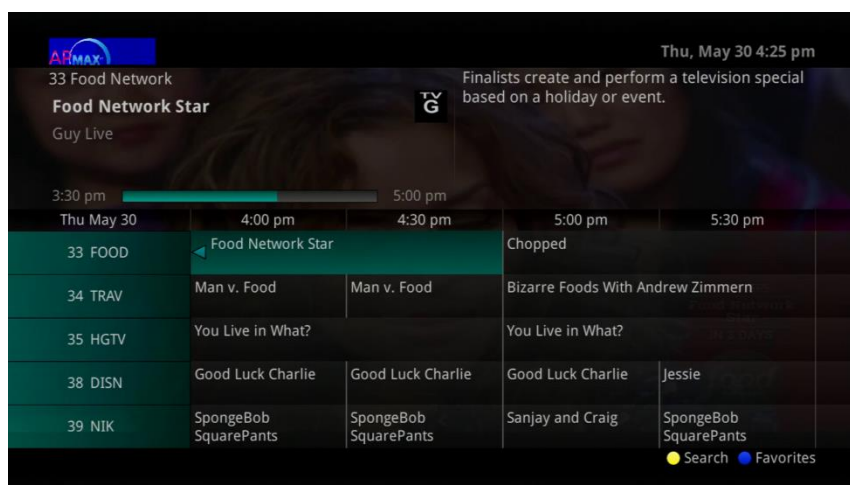 ARMAX
Thu, May 30 4:25 pm
33 Food Network
Food Network Star
Guy Live
TV
G
Finalists create and perform a television special
based on a holiday or event.
3:30 pm 5:00 pm
Thu May 30 4:00 pm 4:30 pm 5:00 pm 5:30 pm
33 FOOD Food Network Star Chopped
34 TRAV Man v. Food Man v. Food Bizarre Foods With Andrew Zimmern
35 HGTV You Live in What? You Live in What?
38 DISN Good Luck Charlie Good Luck Charlie Good Luck Charlie Jessie
39 NIK SpongeBob SquarePants SpongeBob SquarePants Sanjay and Craig SpongeBob SquarePants
Search Favorites